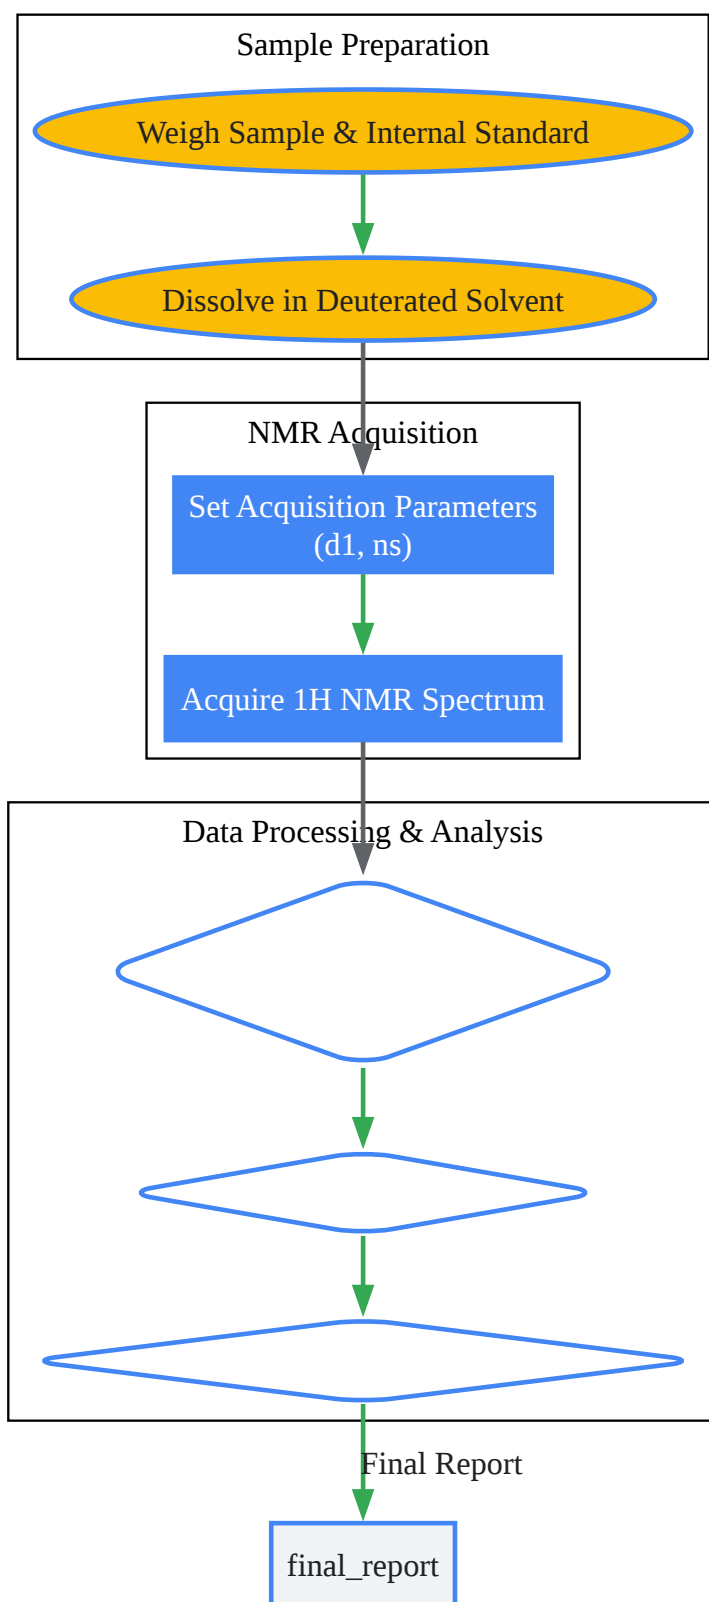 Sample Preparation
Weigh Sample & Internal Standard
Dissolve in Deuterated Solvent
NMR Acquisition
Set Acquisition Parameters
(d1, ns)
Acquire 1H NMR Spectrum
Data Processing & Analysis
Final Report
final_report